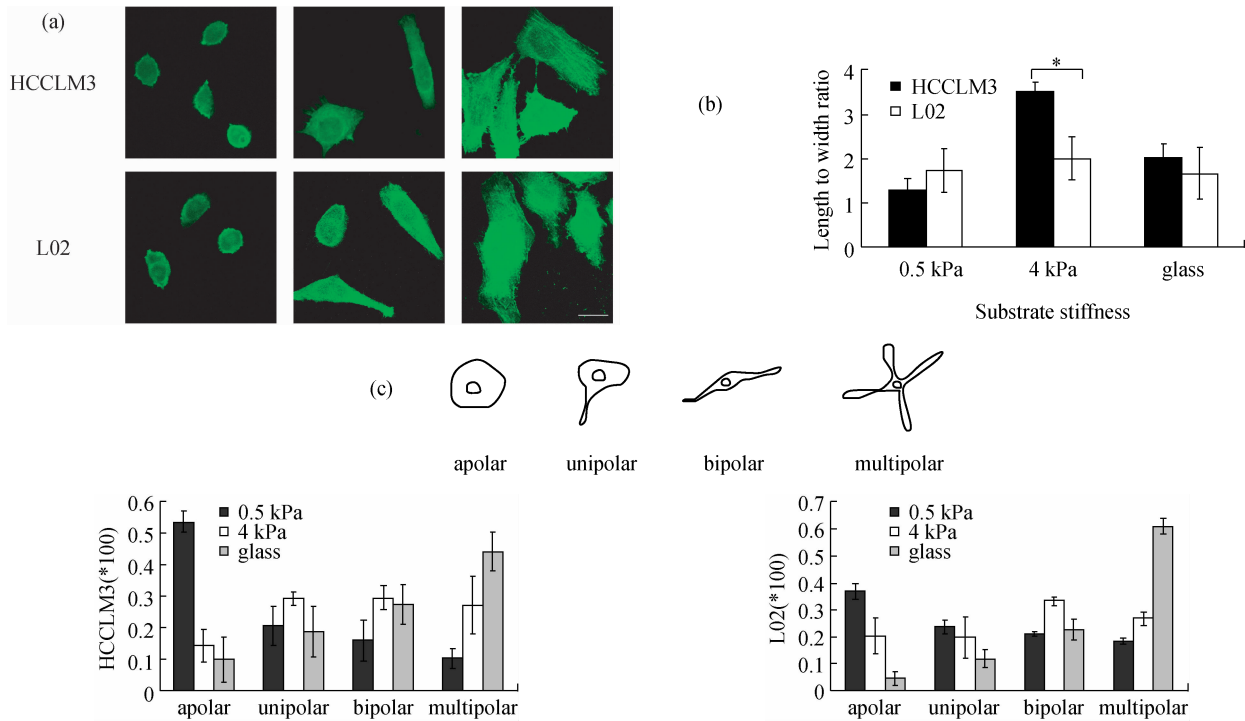 (a)
HCCLM3
L02
(b)
Length to width ratio
4
3
2
1
0
HCCLM3
L02
*
0.5 kPa
4 kPa
glass
Substrate stiffness
(c)
apolar
unipolar
bipolar
multipolar
HCCLM3(*100)
0.6
0.5
0.4
0.3
0.2
0.1
0
0.5 kPa
4 kPa
glass
apolar
unipolar
bipolar
multipolar
L02(*100)
0.7
0.6
0.5
0.4
0.3
0.2
0.1
0
0.5 kPa
4 kPa
glass
apolar
unipolar
bipolar
multipolar